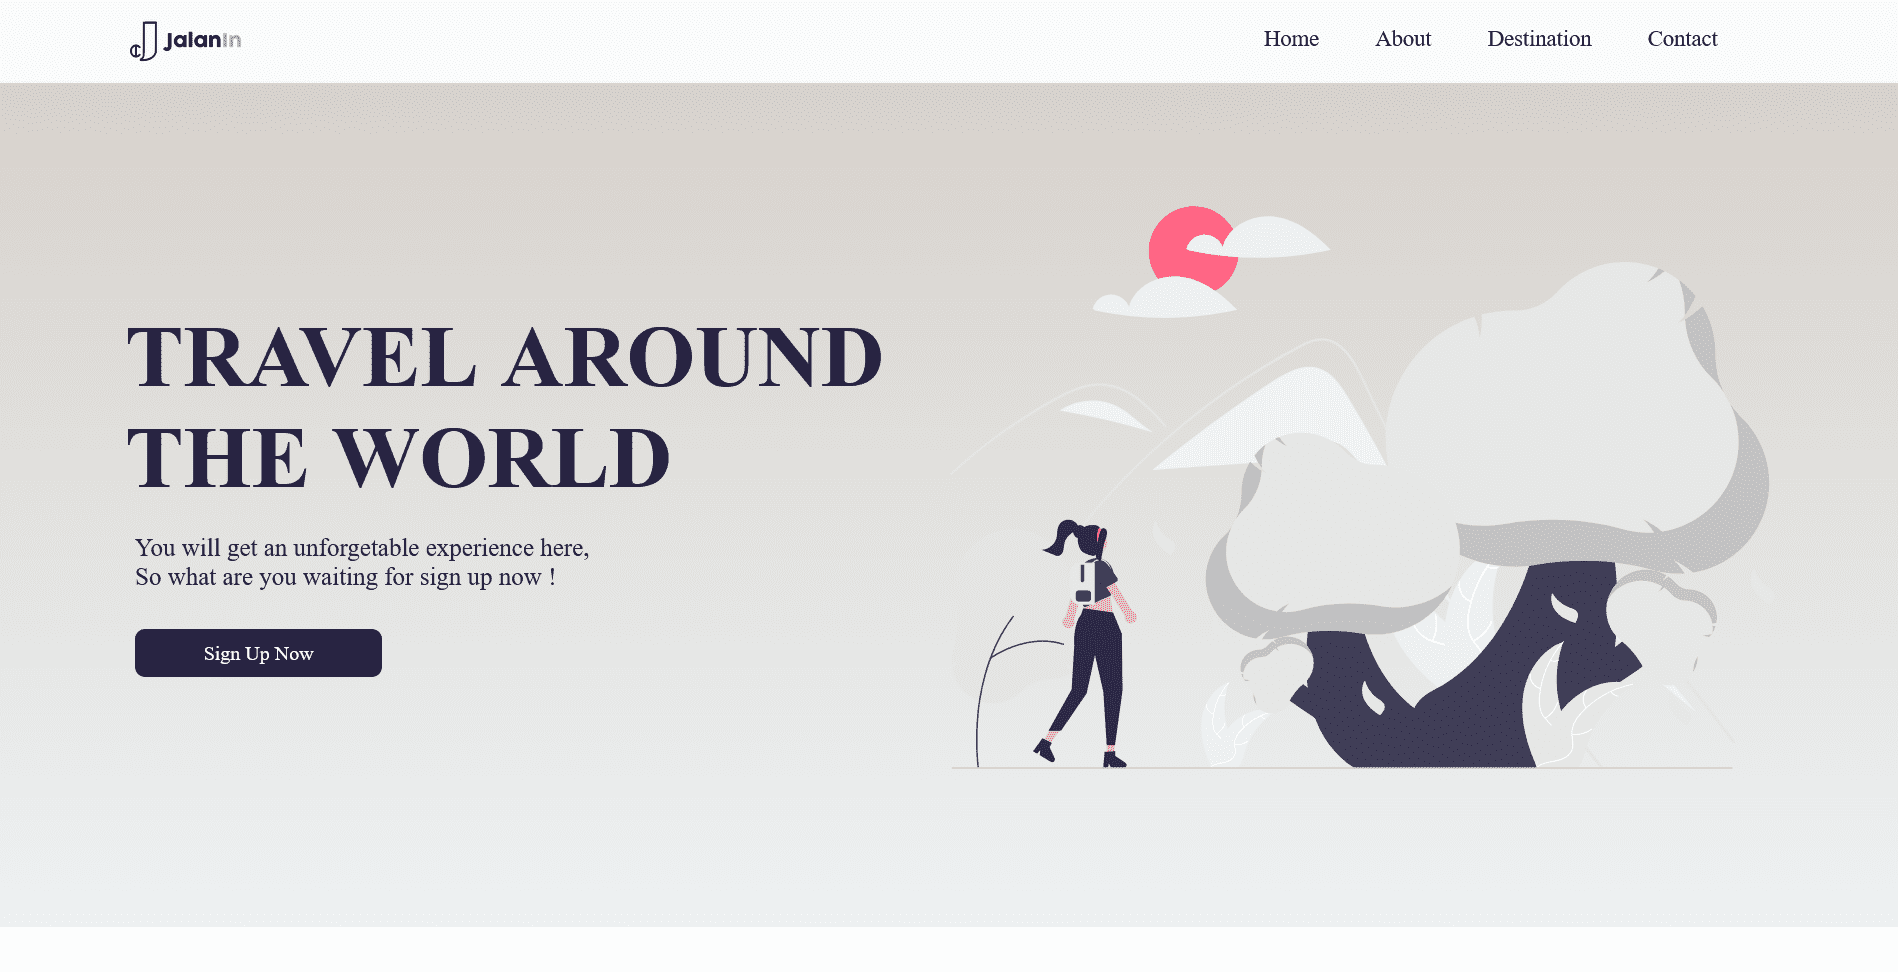 JalanIn
Home About Destination Contact
TRAVEL AROUND
THE WORLD
You will get an unforgetable experience here,
So what are you waiting for sign up now !
Sign Up Now